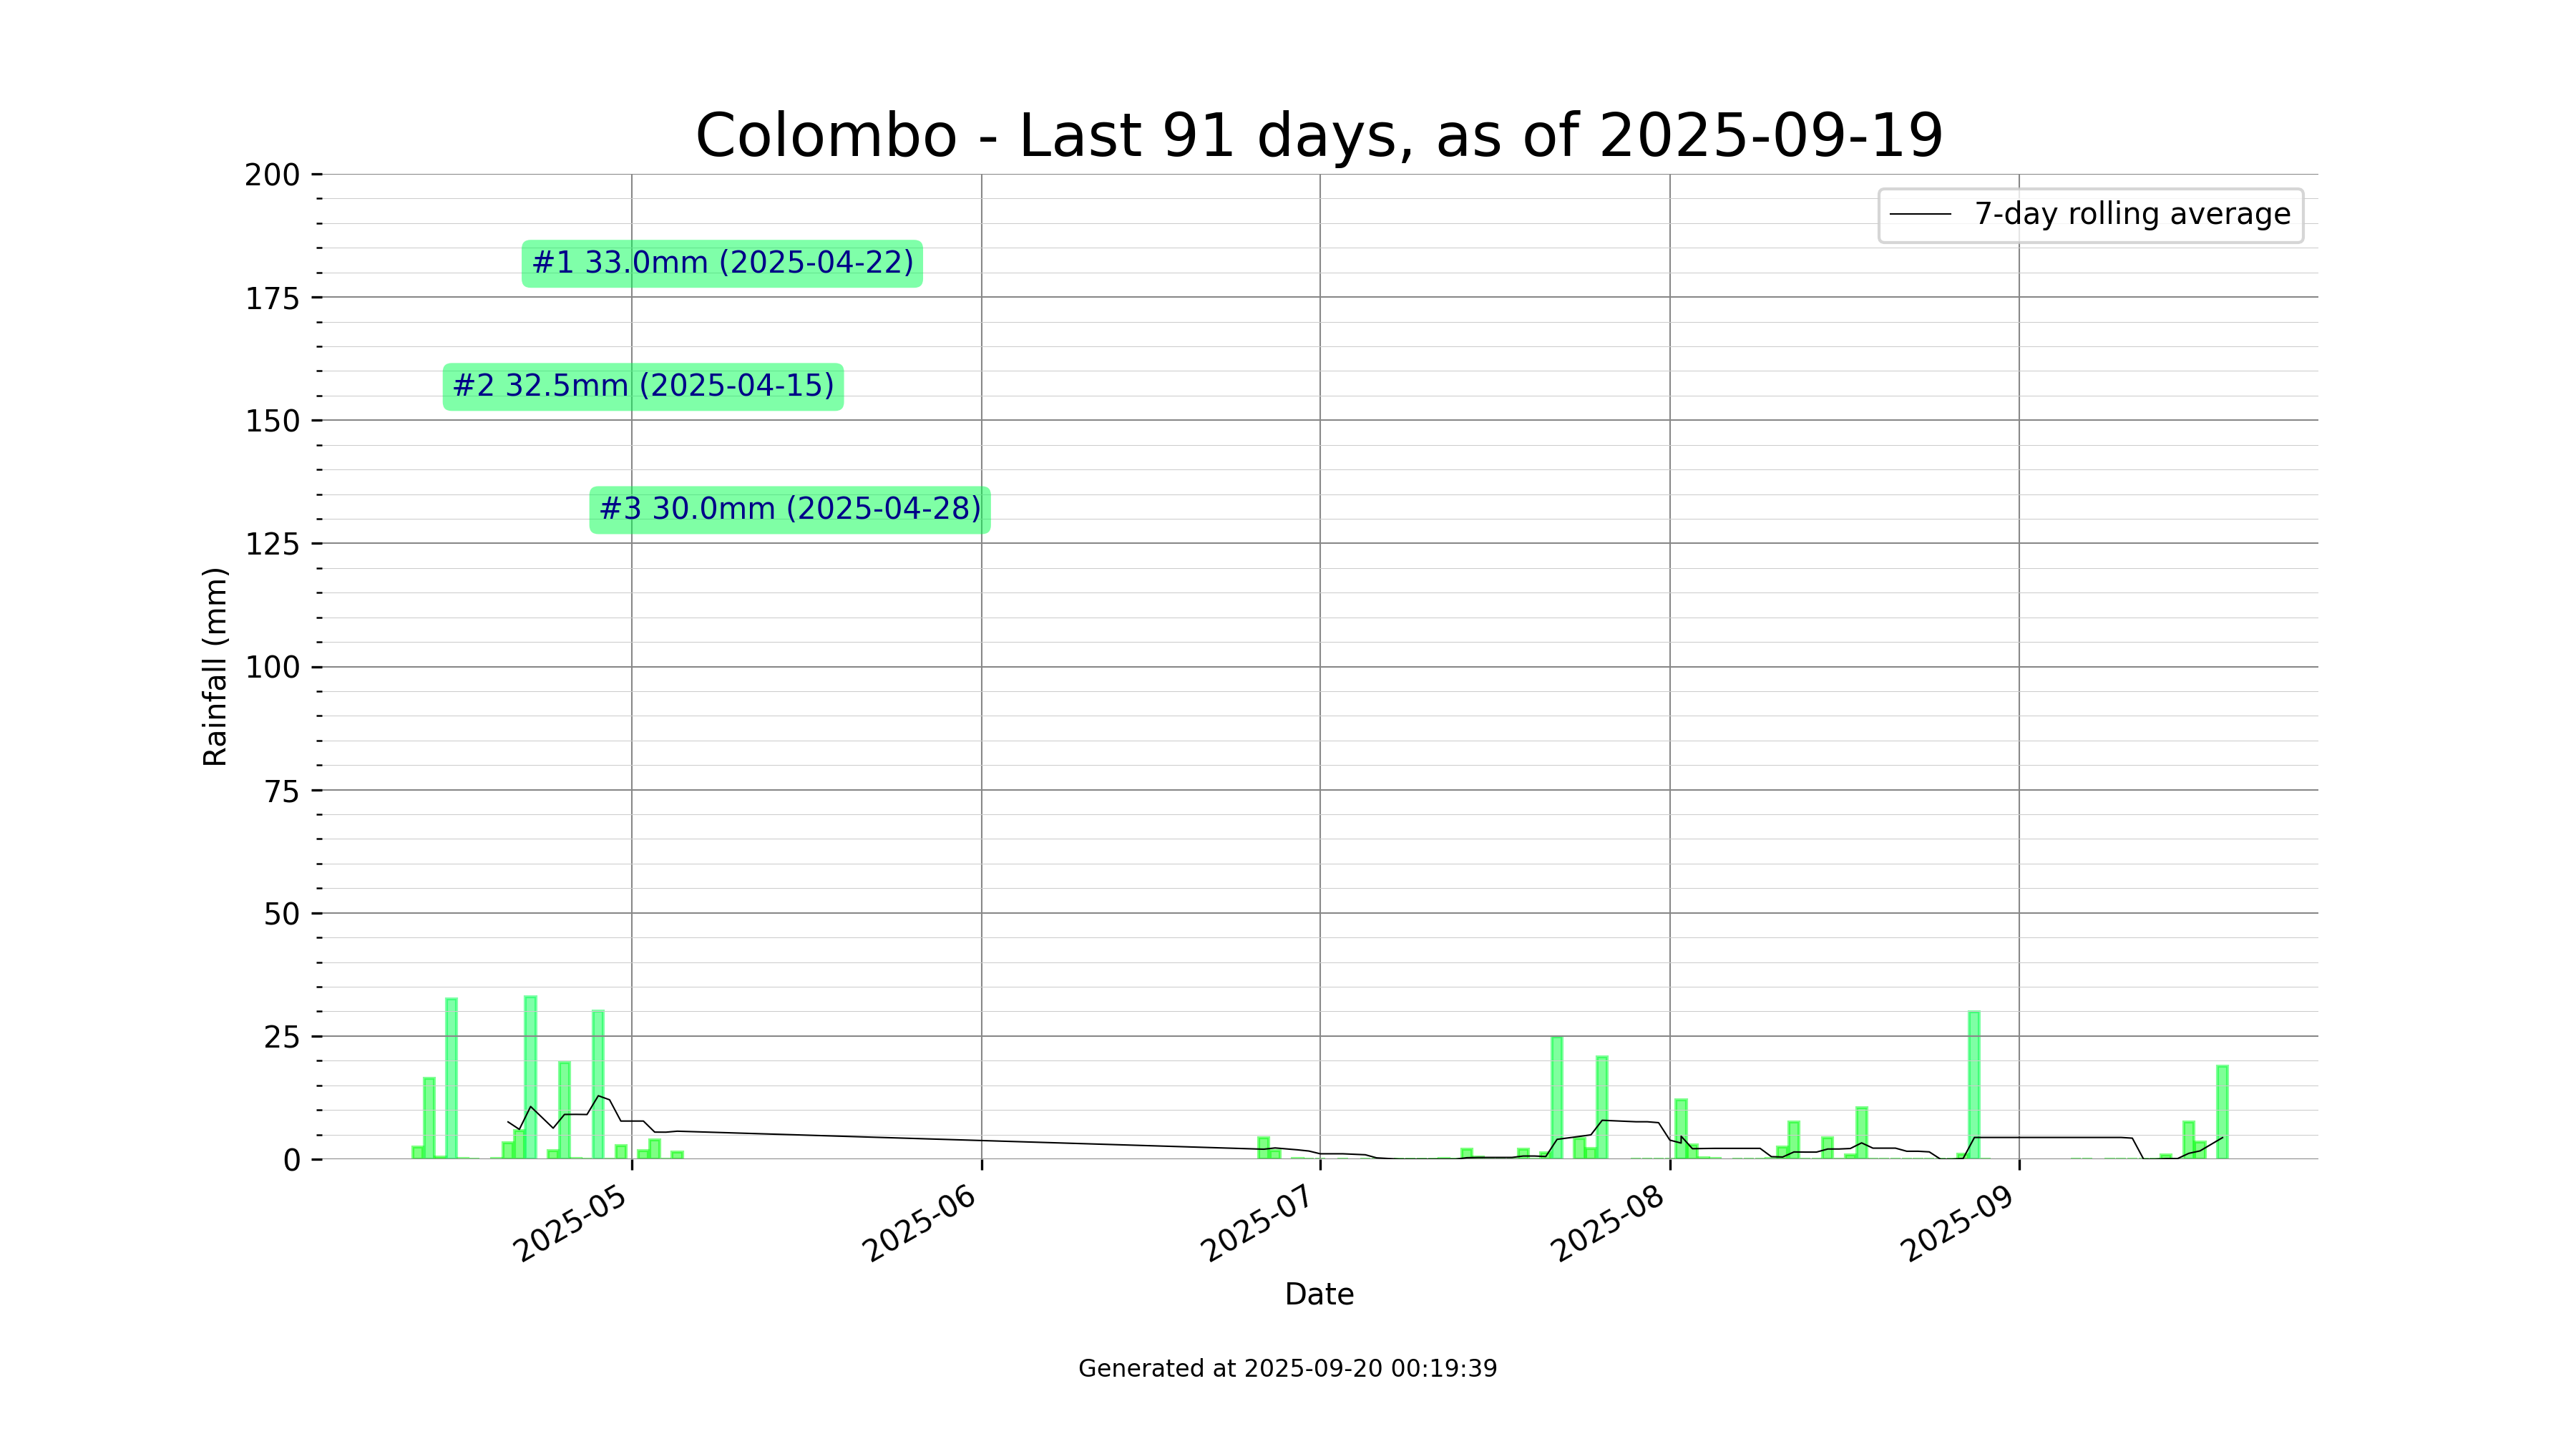 Colombo - Last 91 days, as of 2025-09-19
200
175
150
125
100
75
50
25
0
Rainfall (mm)
7-day rolling average
#1 33.0mm (2025-04-22)
#2 32.5mm (2025-04-15)
#3 30.0mm (2025-04-28)
2025-05
2025-06
2025-07
2025-08
2025-09
Date
Generated at 2025-09-20 00:19:39